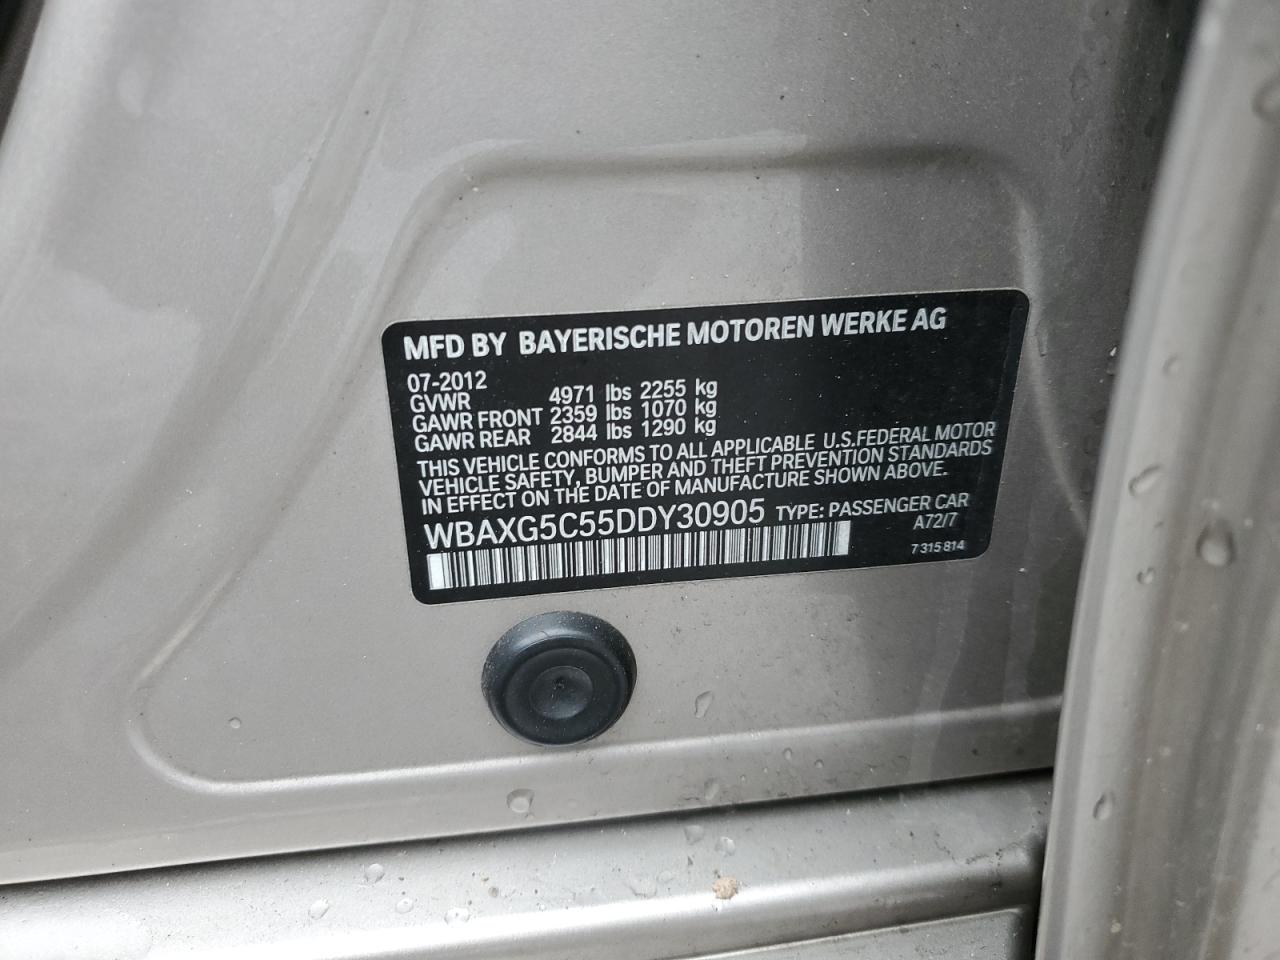 MFD BY BAYERISCHE MOTOREN WERKE AG
07-2012
GVWR 4971 lbs 2255 kg
GAWR FRONT 2359 lbs 1070 kg
GAWR REAR 2844 lbs 1290 kg
THIS VEHICLE CONFORMS TO ALL APPLICABLE U.S.FEDERAL MOTOR
VEHICLE SAFETY, BUMPER AND THEFT PREVENTION STANDARDS
IN EFFECT ON THE DATE OF MANUFACTURE SHOWN ABOVE.
WBAXG5C55DDY30905 TYPE: PASSENGER CAR
A72/7
7 315 814